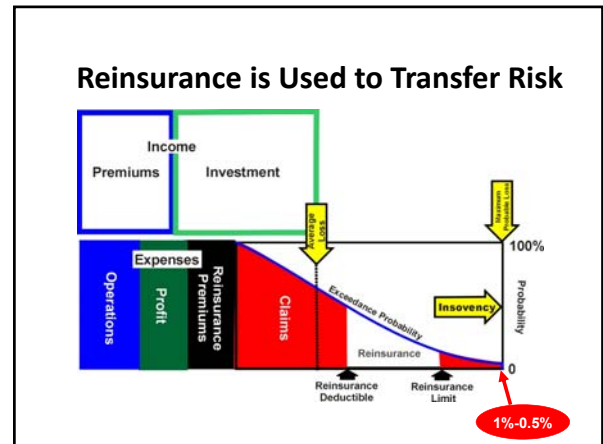 Reinsurance is Used to Transfer Risk
Income
Premiums
Investment
Average
Loss
Maximum
Probable Loss
100%
Expenses
Operations
Profit
Reinsurance
Premiums
Claims
Exceedance Probability
Insovency
Probability
Reinsurance
0
Reinsurance
Deductible
Reinsurance
Limit
1%-0.5%